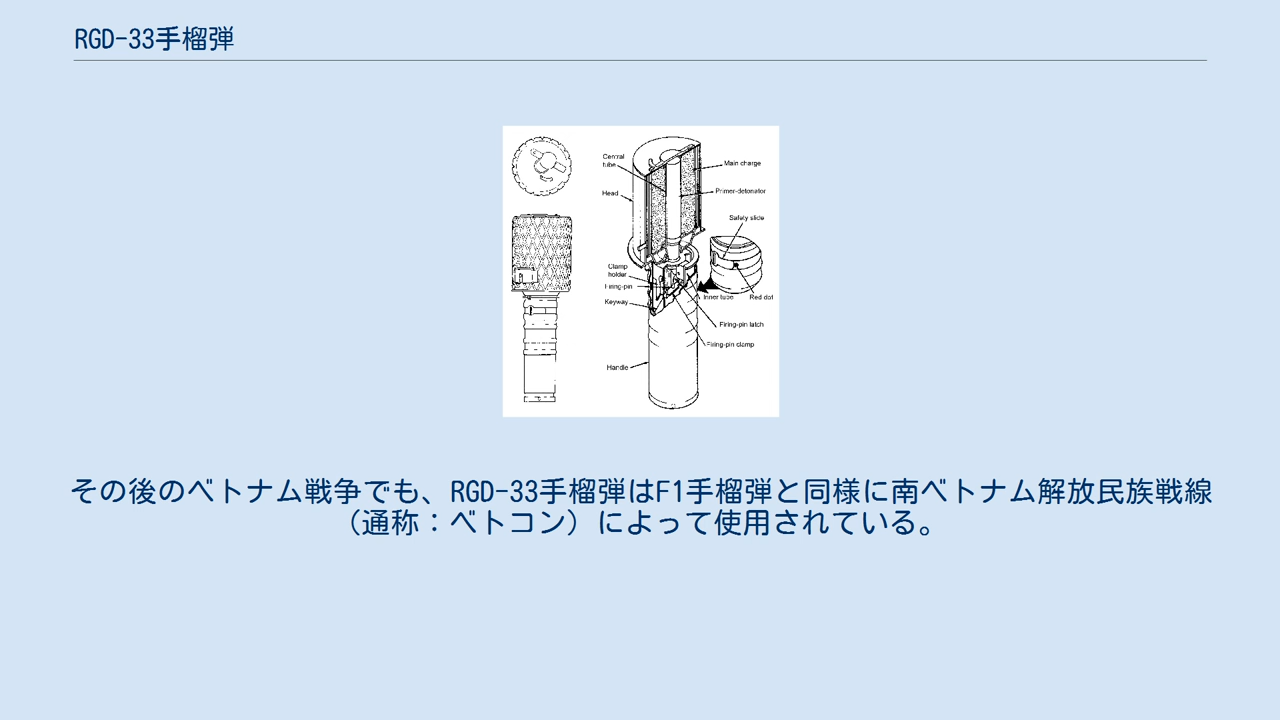 RGD-33手榴弾
Central
tube
Main charge
Head
Primer-detonator
Safety slide
Clamp
holder
Firing-pin
Keyway
Inner tube
Red dot
Firing-pin latch
Firing-pin clamp
Handle
その後のベトナム戦争でも、RGD-33手榴弾はF1手榴弾と同様に南ベトナム解放民族戦線
（通称：ベトコン）によって使用されている。